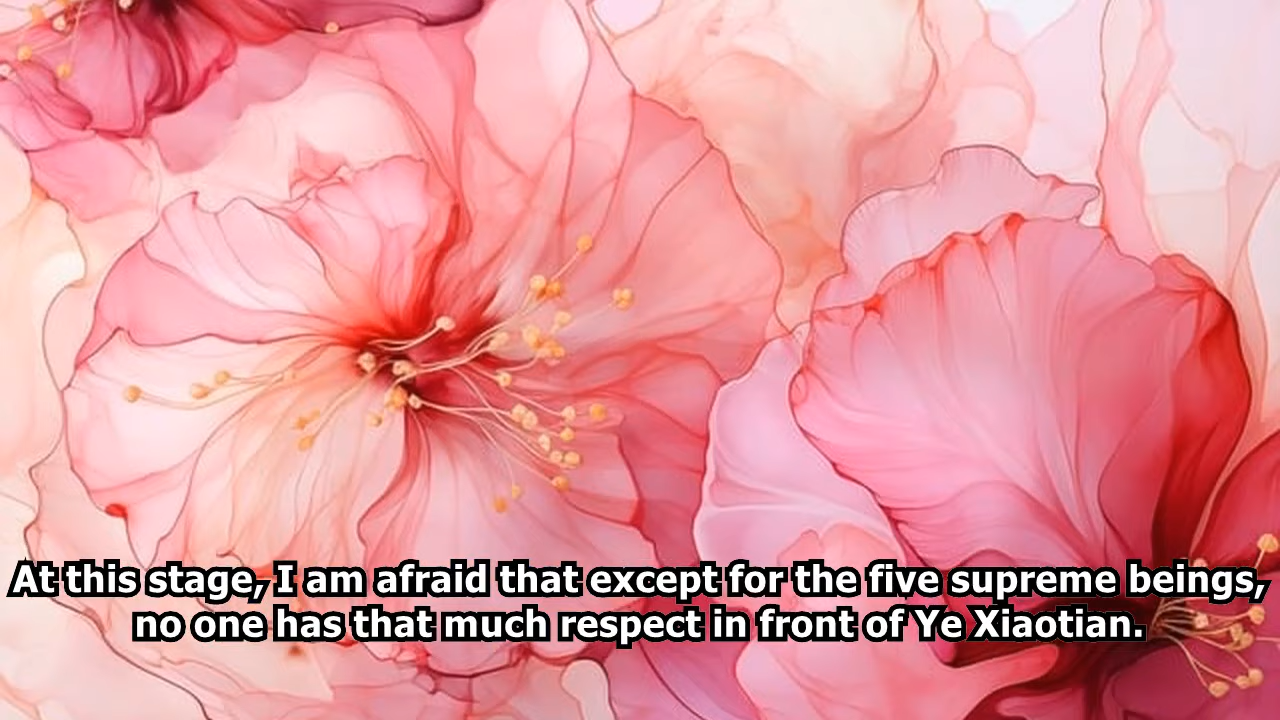 At this stage, I am afraid that except for the five supreme beings,
no one has that much respect in front of Ye Xiaotian.